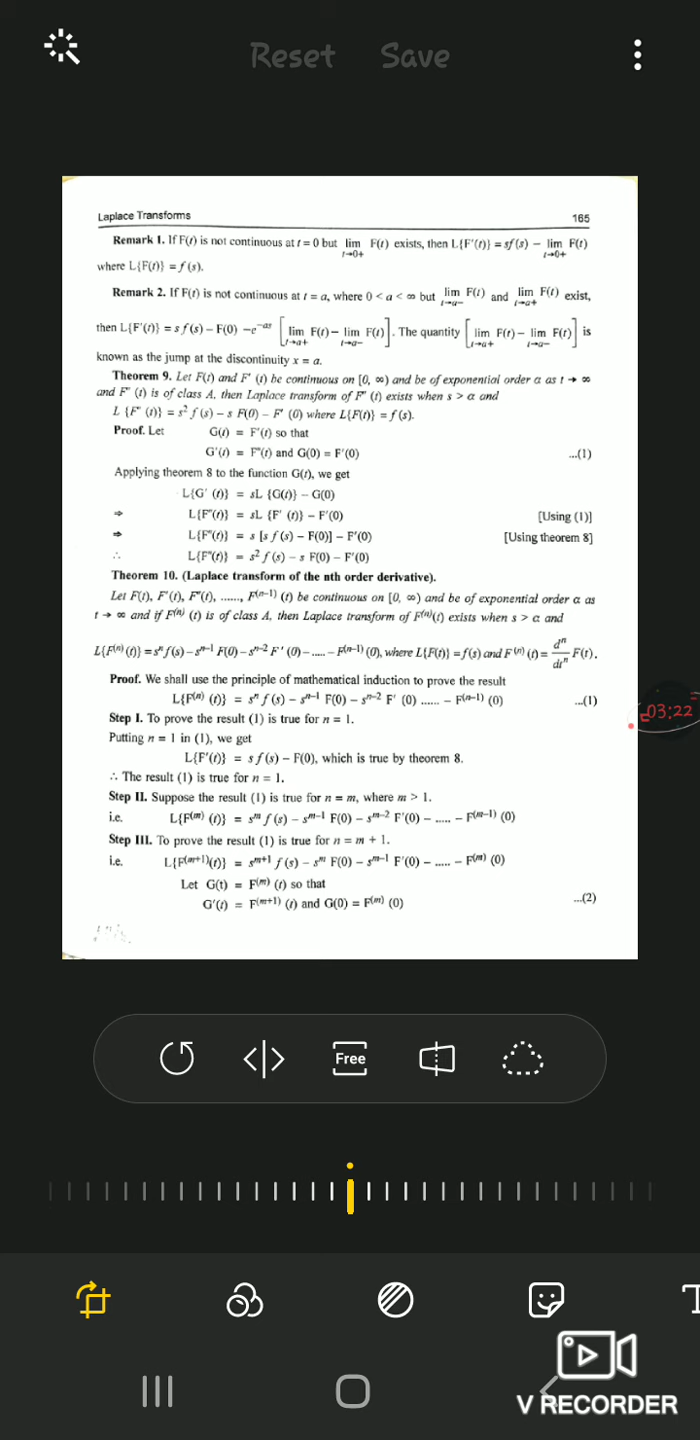 Reset Save
Laplace Transforms 165
Remark 1. If F(t) is not continuous at t = 0 but lim t→0+ F(t) exists, then L{F'(t)} = sf(s) – lim t→0+ F(t)
where L{F(t)} = f(s).
Remark 2. If F(t) is not continuous at t = a, where 0 < a < ∞ but lim t→a– F(t) and lim t→a+ F(t) exist,
then L{F'(t)} = s f(s) – F(0) –e^–as [lim t→a+ F(t) – lim t→a– F(t)]. The quantity [lim t→a+ F(t) – lim t→a– F(t)] is
known as the jump at the discontinuity x = a.
Theorem 9. Let F(t) and F' (t) be continuous on [0, ∞) and be of exponential order α as t → ∞
and F" (t) is of class A, then Laplace transform of F" (t) exists when s > α and
L {F" (t)} = s² f(s) – s F(0) – F' (0) where L{F(t)} = f(s).
Proof. Let G(t) = F'(t) so that
G'(t) = F"(t) and G(0) = F'(0) ...(1)
Applying theorem 8 to the function G(t), we get
L{G' (t)} = sL {G(t)} – G(0)
⇒ L{F"(t)} = sL {F' (t)} – F'(0) [Using (1)]
⇒ L{F"(t)} = s [s f(s) – F(0)] – F'(0) [Using theorem 8]
∴ L{F"(t)} = s² f(s) – s F(0) – F'(0)
Theorem 10. (Laplace transform of the nth order derivative).
Let F(t), F'(t), F"(t), ......, F^(n–1) (t) be continuous on [0, ∞) and be of exponential order α as
t → ∞ and if F^(n) (t) is of class A, then Laplace transform of F^(n)(t) exists when s > α and
L{F^(n) (t)} = s^n f(s) – s^n–1 F(0) – s^n–2 F' (0) – ..... – F^(n–1) (0), where L{F(t)} = f(s) and F^(n) (t) = d^n/dt^n F(t).
Proof. We shall use the principle of mathematical induction to prove the result
L{F^(n) (t)} = s^n f(s) – s^n–1 F(0) – s^n–2 F' (0) ...... – F^(n–1) (0) ...(1)
03:22
Step I. To prove the result (1) is true for n = 1.
Putting n = 1 in (1), we get
L{F'(t)} = s f(s) – F(0), which is true by theorem 8.
∴ The result (1) is true for n = 1.
Step II. Suppose the result (1) is true for n = m, where m > 1.
i.e. L{F^(m) (t)} = s^m f(s) – s^m–1 F(0) – s^m–2 F'(0) – ..... – F^(m–1) (0)
Step III. To prove the result (1) is true for n = m + 1.
i.e. L{F^(m+1)(t)} = s^m+1 f(s) – s^m F(0) – s^m–1 F'(0) – ..... – F^(m) (0)
Let G(t) = F^(m) (t) so that
G'(t) = F^(m+1) (t) and G(0) = F^(m) (0) ...(2)
Free
V RECORDER